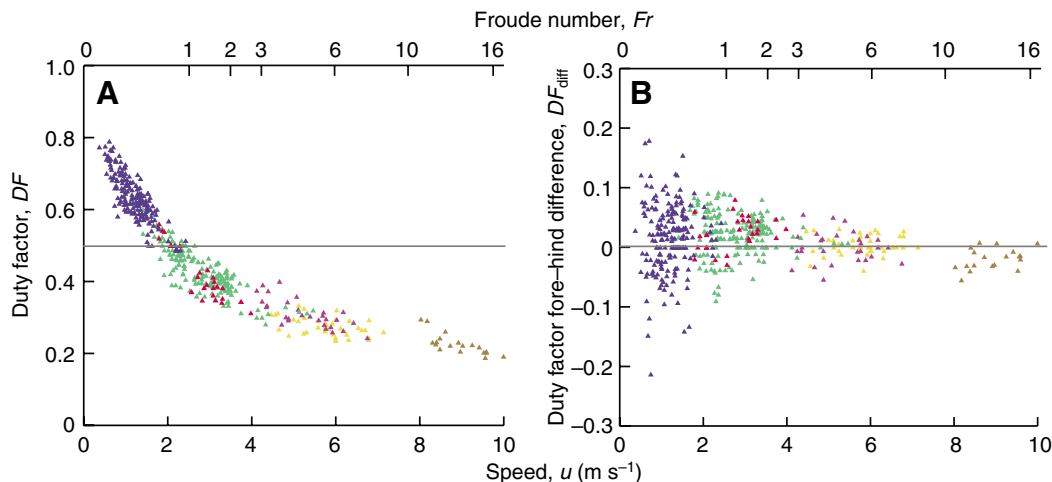 Froude number, Fr
0 1 2 3 6 10 16
0 1 2 3 6 10 16
A
B
Duty factor, DF
1.0
0.8
0.6
0.4
0.2
0
0 2 4 6 8 10
Duty factor fore–hind difference, DFdiff
0.3
0.2
0.1
0
–0.1
–0.2
–0.3
0 2 4 6 8 10
Speed, u (m s–1)